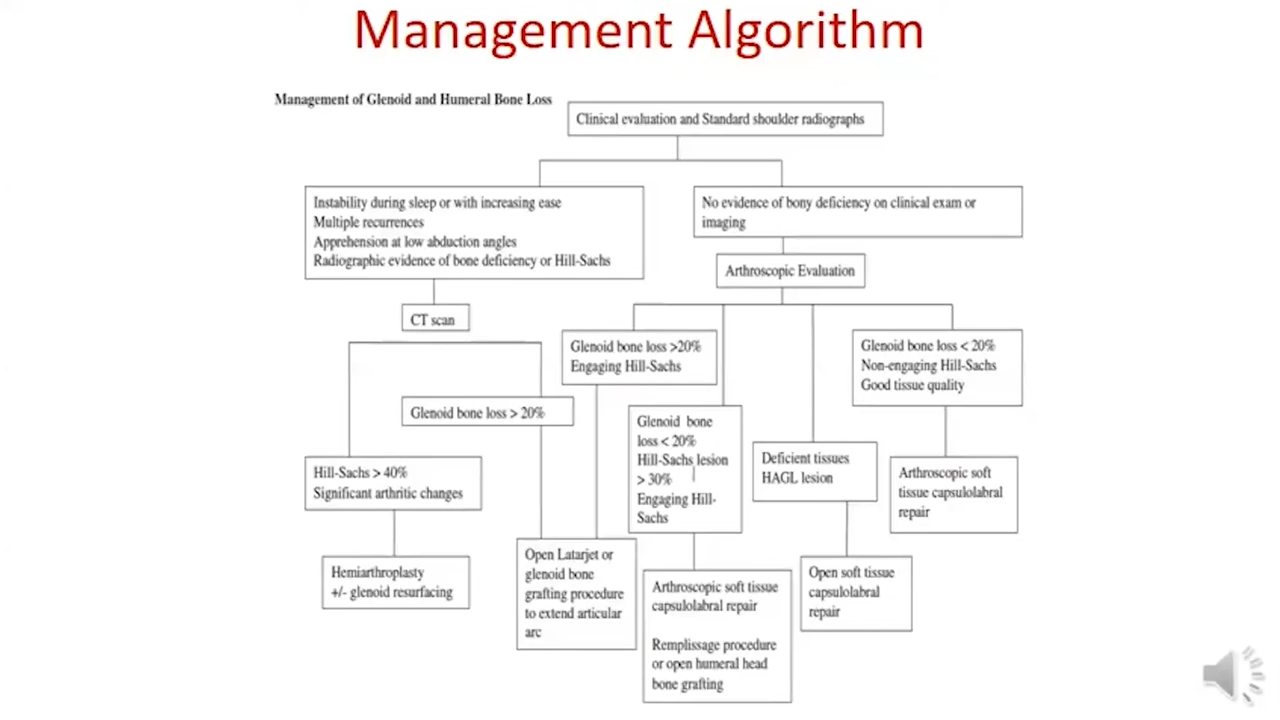 Management Algorithm
Management of Glenoid and Humeral Bone Loss
Clinical evaluation and Standard shoulder radiographs
Instability during sleep or with increasing ease
Multiple recurrences
Apprehension at low abduction angles
Radiographic evidence of bone deficiency or Hill-Sachs
No evidence of bony deficiency on clinical exam or
imaging
Arthroscopic Evaluation
CT scan
Glenoid bone loss >20%
Engaging Hill-Sachs
Glenoid bone loss < 20%
Non-engaging Hill-Sachs
Good tissue quality
Glenoid bone loss > 20%
Glenoid bone
loss < 20%
Hill-Sachs lesion
> 30%
Engaging Hill-
Sachs
Deficient tissues
HAGL lesion
Hill-Sachs > 40%
Significant arthritic changes
Arthroscopic soft
tissue capsulolabral
repair
Hemiarthroplasty
+/- glenoid resurfacing
Open Latarjet or
glenoid bone
grafting procedure
to extend articular
arc
Arthroscopic soft tissue
capsulolabral repair
Remplissage procedure
or open humeral head
bone grafting
Open soft tissue
capsulolabral
repair